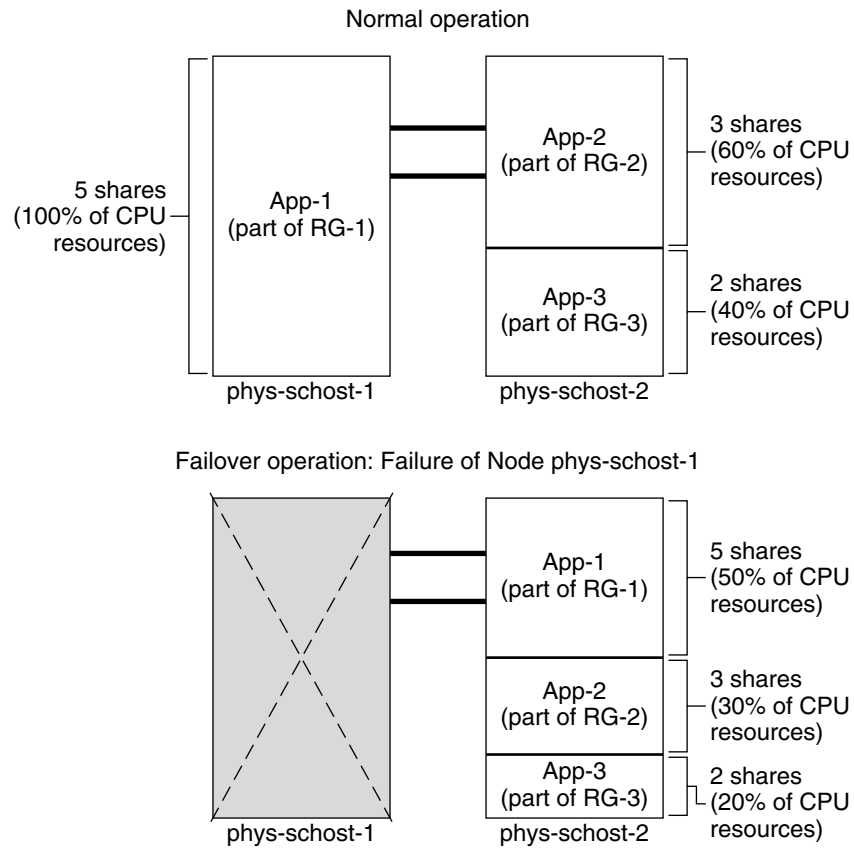 Normal operation
5 shares
(100% of CPU
resources)
App-1
(part of RG-1)
phys-schost-1
App-2
(part of RG-2)
3 shares
(60% of CPU
resources)
App-3
(part of RG-3)
2 shares
(40% of CPU
resources)
phys-schost-2
Failover operation: Failure of Node phys-schost-1
phys-schost-1
App-1
(part of RG-1)
5 shares
(50% of CPU
resources)
App-2
(part of RG-2)
3 shares
(30% of CPU
resources)
App-3
(part of RG-3)
2 shares
(20% of CPU
resources)
phys-schost-2